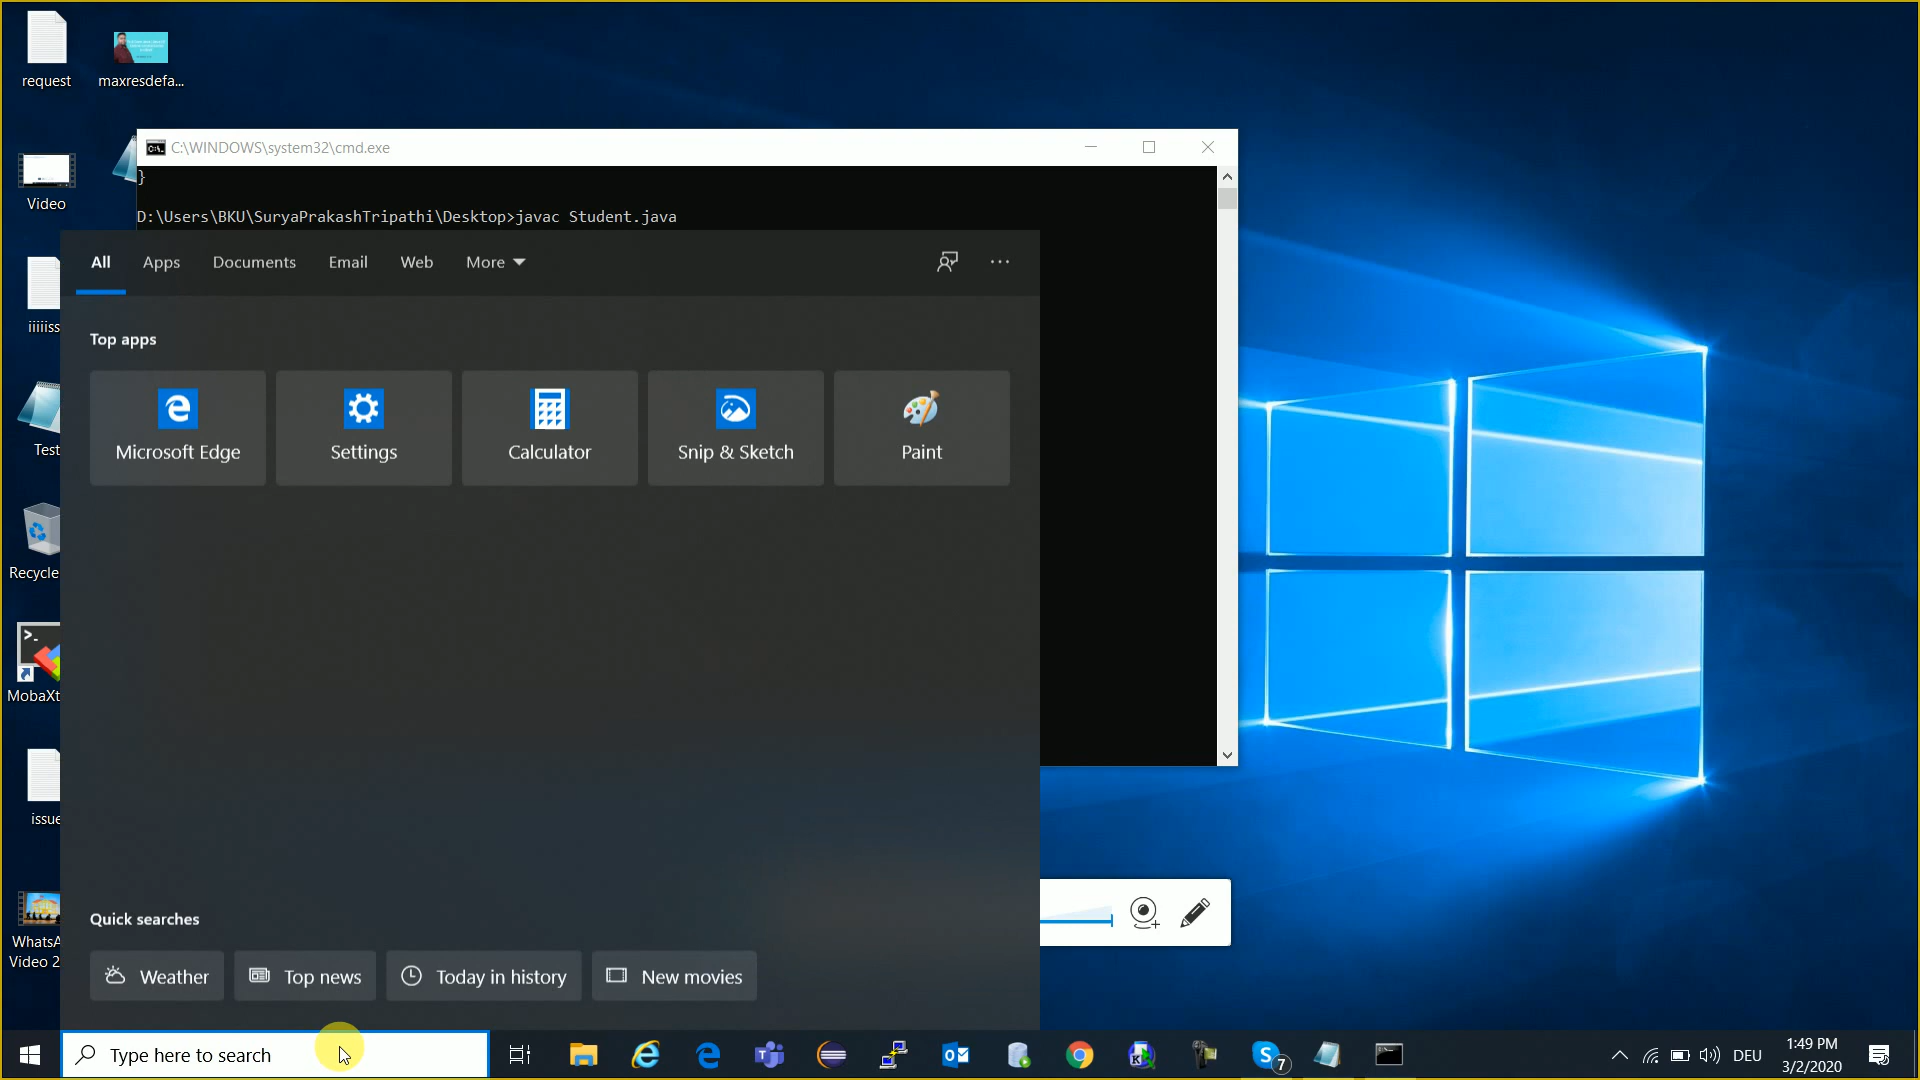 request
maxresdefa...
C:\WINDOWS\system32\cmd.exe
}
Video
D:\Users\BKU\SuryaPrakashTripathi\Desktop>javac Student.java
All Apps Documents Email Web More
iiiiiss
Top apps
Microsoft Edge Settings Calculator Snip & Sketch Paint
Test
Recycle
MobaXt
issue
Quick searches
WhatsA
Video 2
Weather Top news Today in history New movies
Type here to search
7
DEU
1:49 PM
3/2/2020